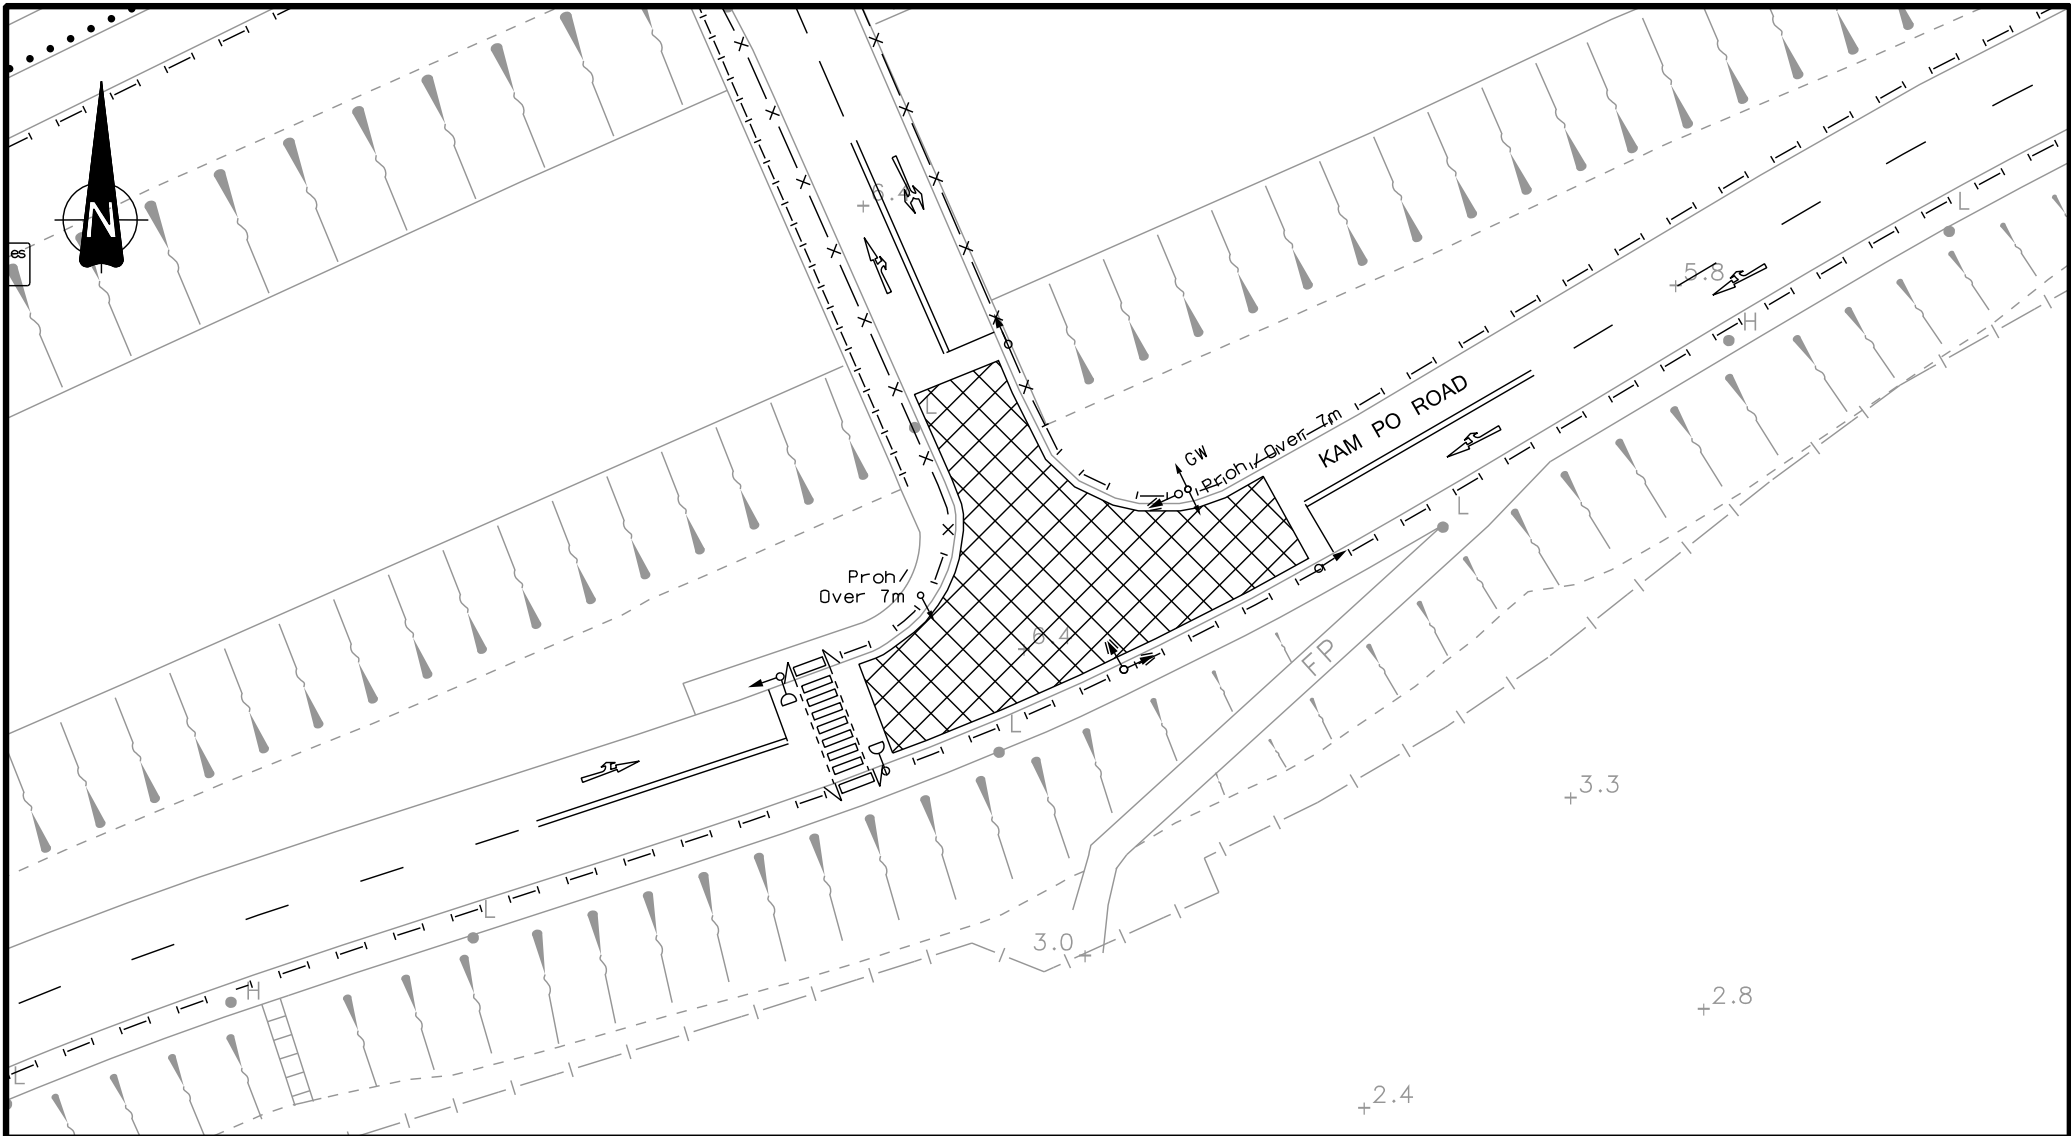 N
es
6.4
5.8
L
H
L
GW
Proh/Over 7m
KAM PO ROAD
L
Proh/
Over 7m
6.4
FP
L
3.3
L
3.0
H
2.8
L
2.4